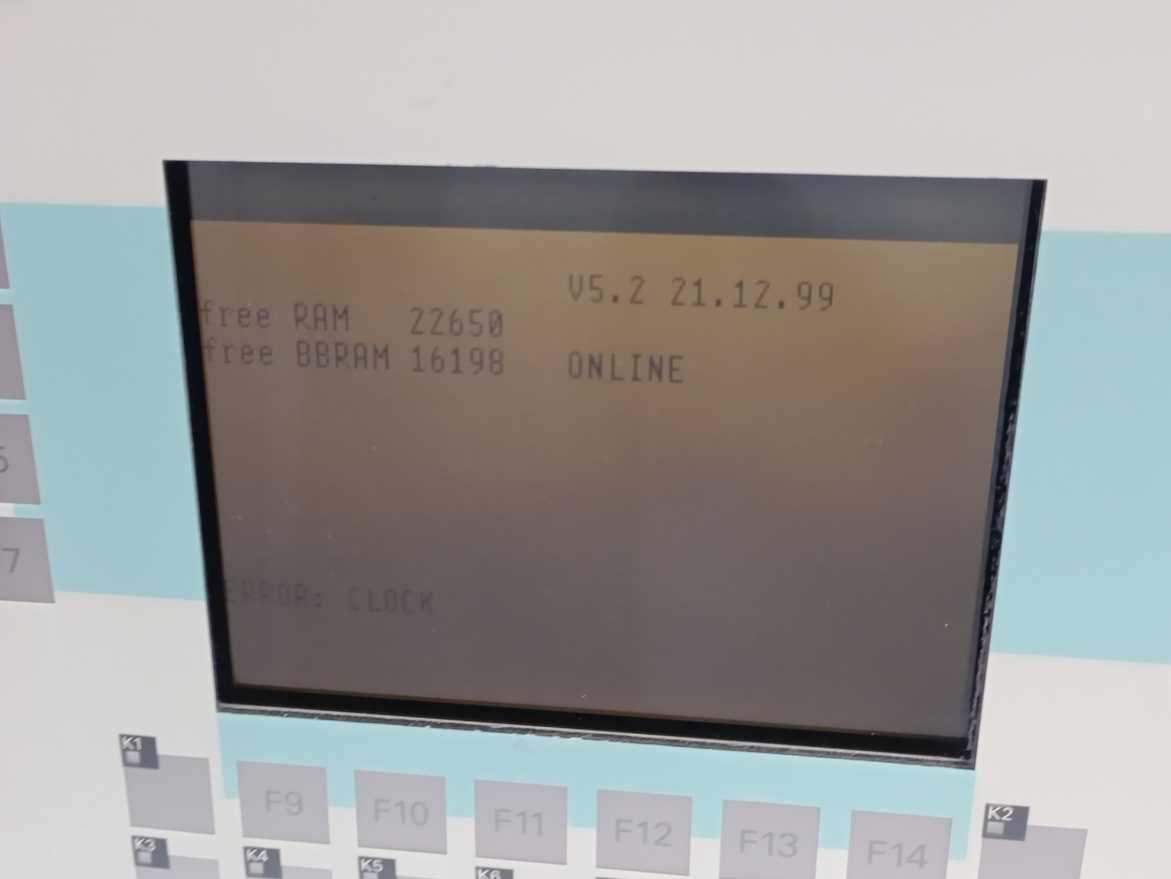 V5.2 21.12.99
free RAM 22650
free BBRAM 16198 ONLINE
ERROR: CLOCK
7
K1
F9 F10 F11 F12 F13 F14
K2
K3 K4 K5 K6